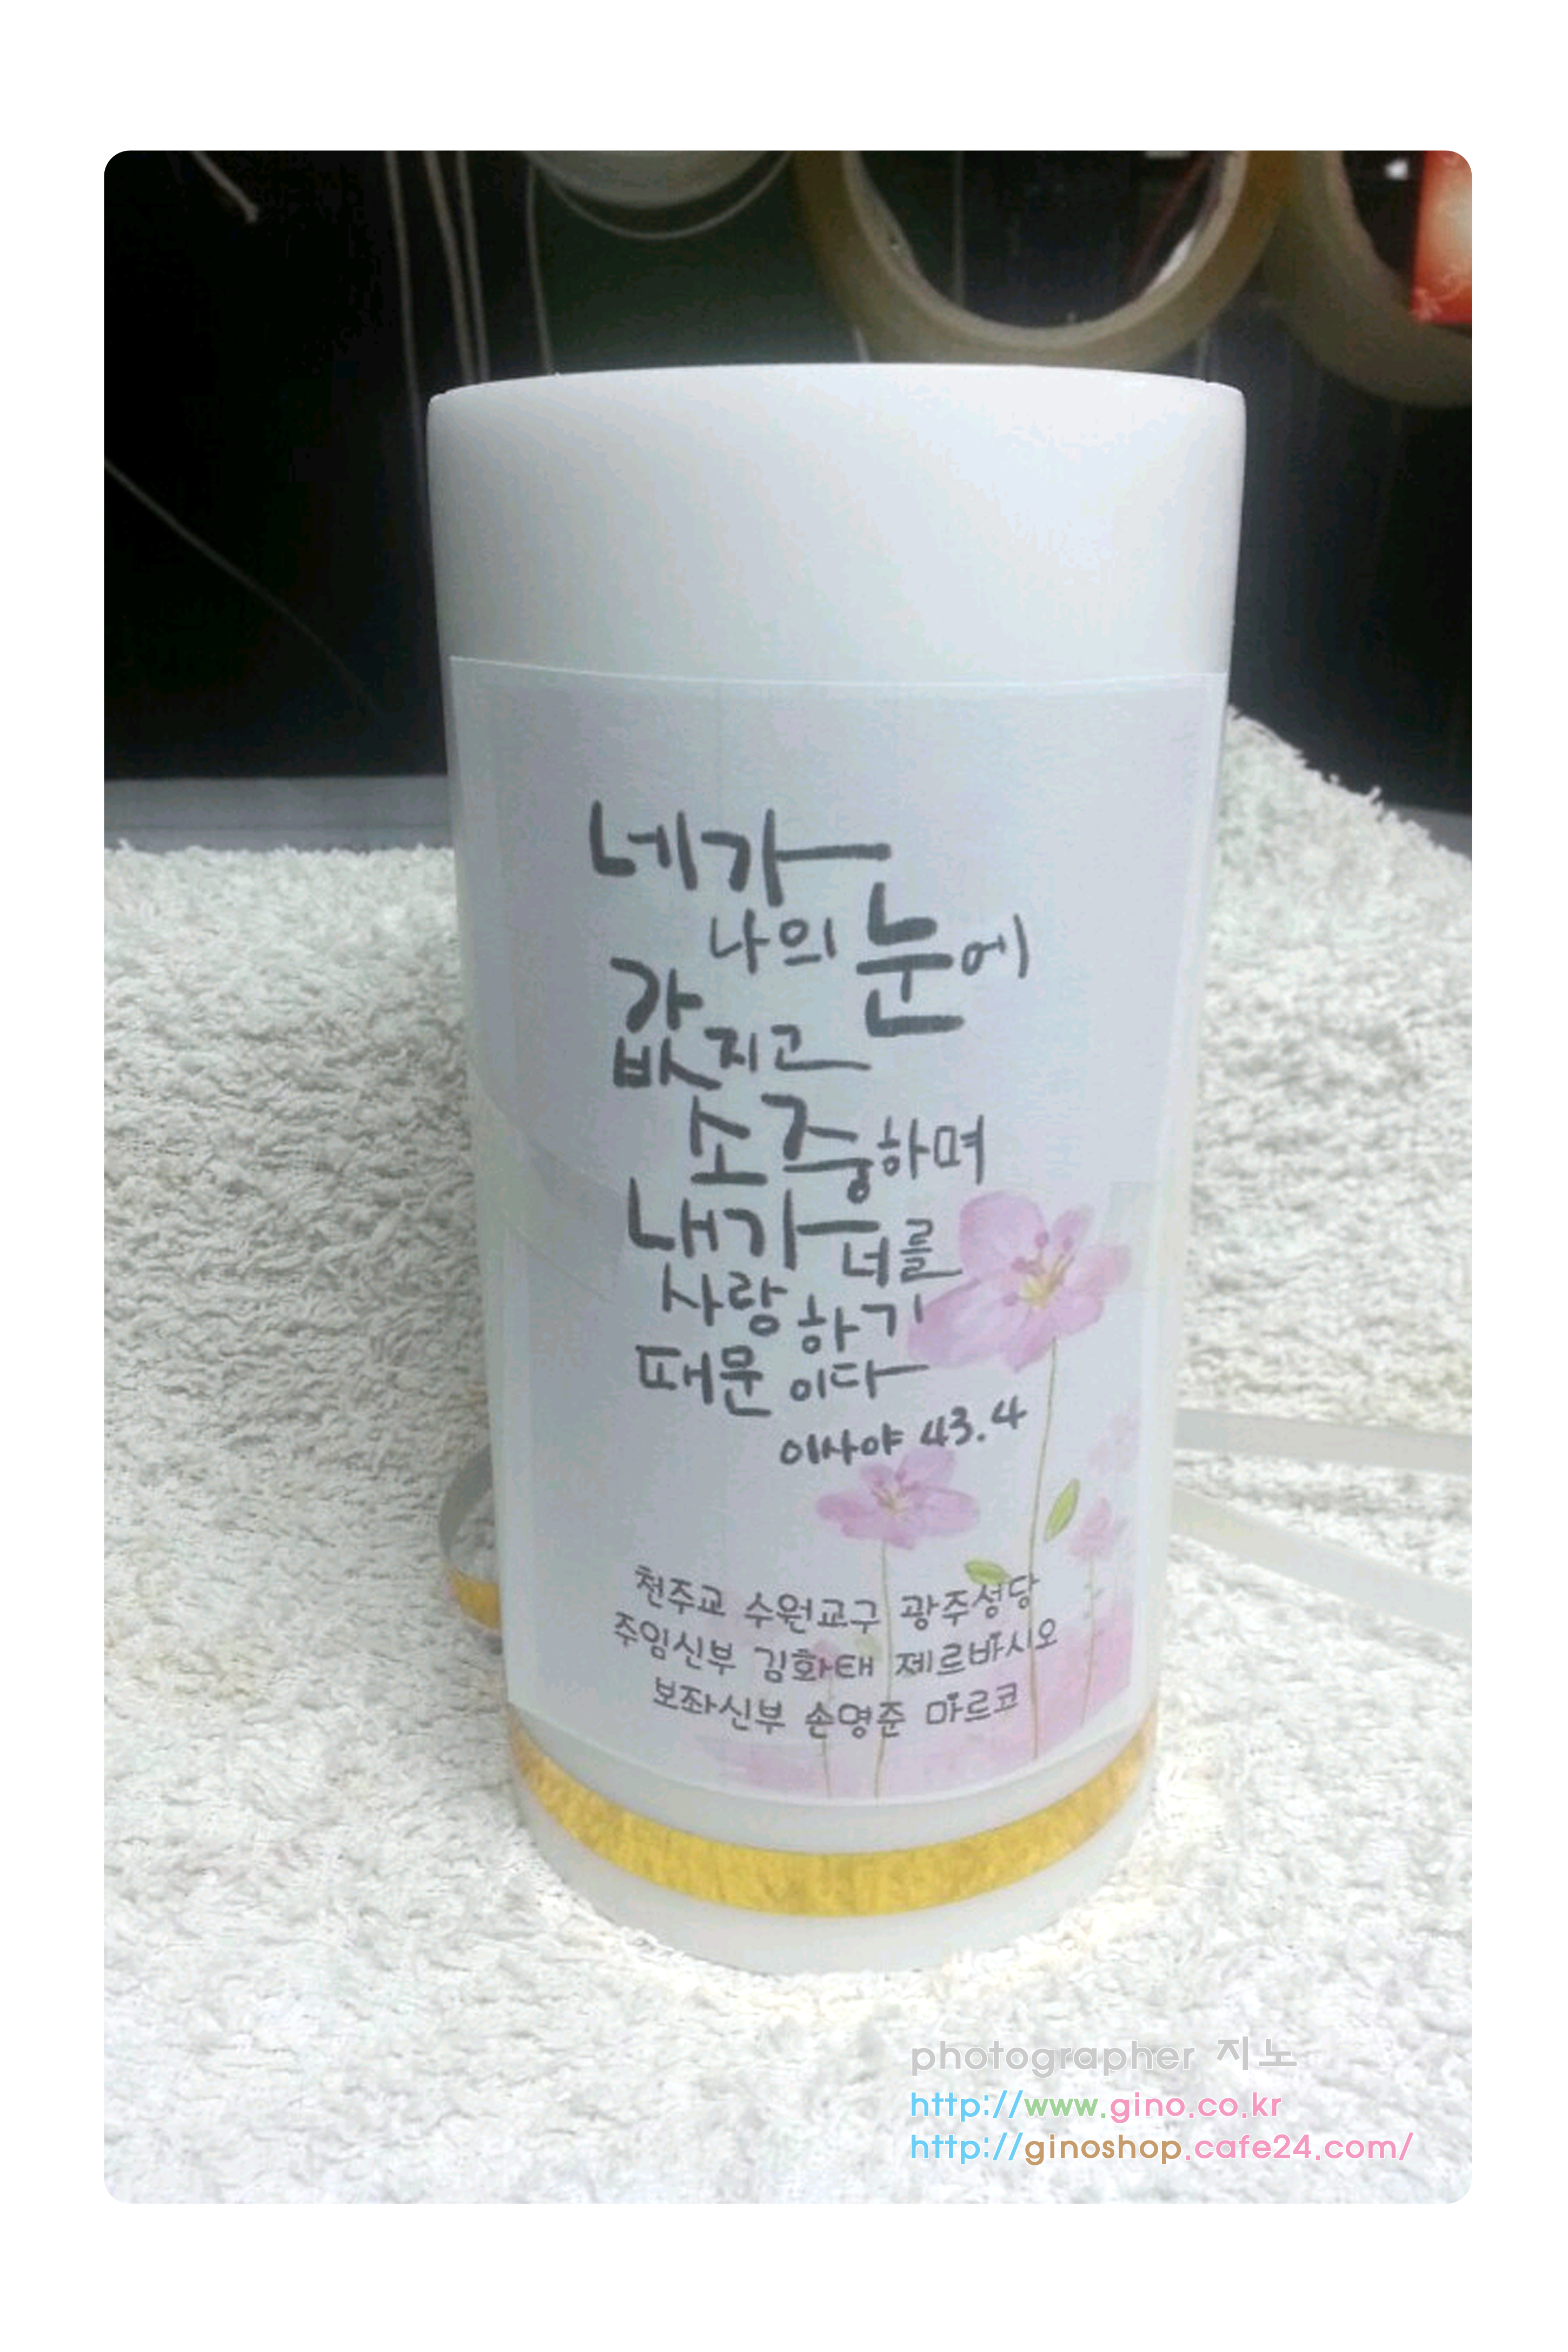 네가
나의 눈에
값지고
소중하며
내가 너를
사랑하기
때문이다
이사야 43.4
천주교 수원교구 광주성당
주임신부 김화태 제르바시오
보좌신부 손영준 마르코
photographer 지노
http://www.gino.co.kr
http://ginoshop.cafe24.com/